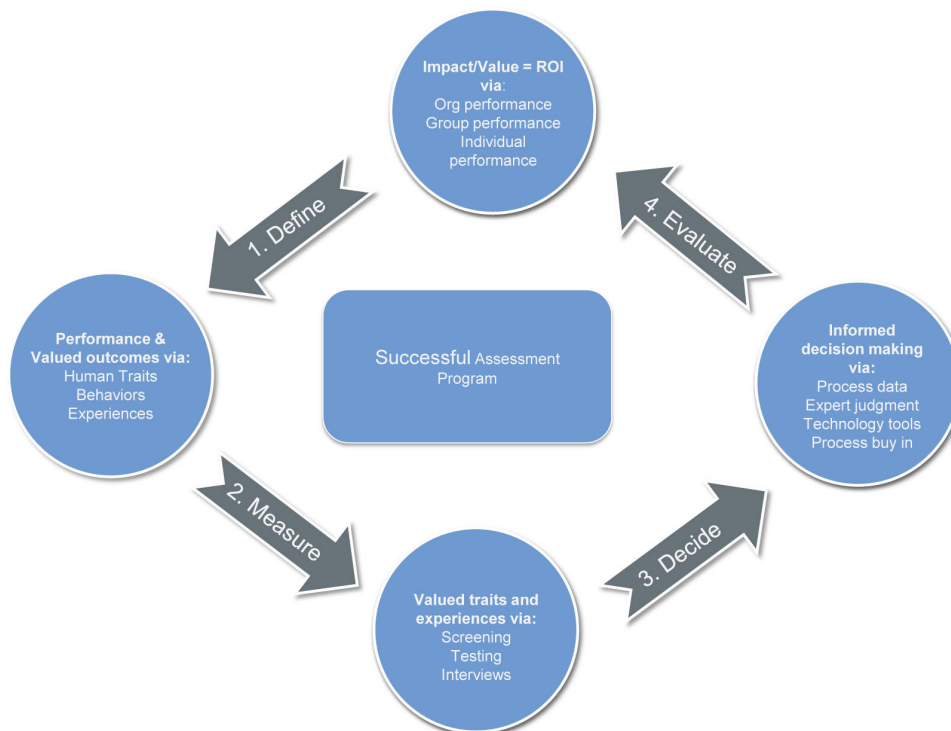 Impact/Value = ROI
via:
Org performance
Group performance
Individual
performance
1. Define
4. Evaluate
Performance &
Valued outcomes via:
Human Traits
Behaviors
Experiences
Successful Assessment
Program
Informed
decision making
via:
Process data
Expert judgment
Technology tools
Process buy in
2. Measure
3. Decide
Valued traits and
experiences via:
Screening
Testing
Interviews